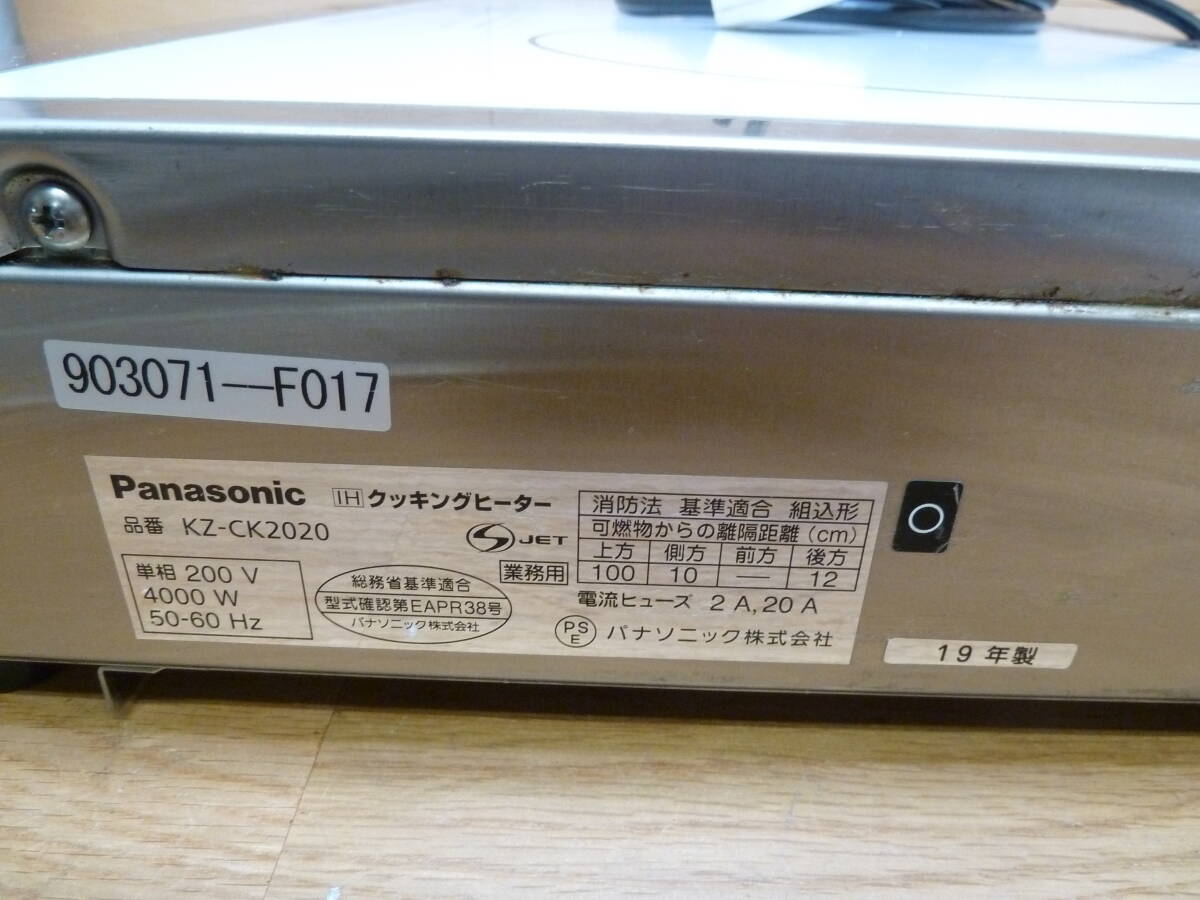 903071—F017
Panasonic IHクッキングヒーター
品番 KZ-CK2020
単相 200 V
4000 W
50-60 Hz
総務省基準適合
型式確認第EAPR38号
パナソニック株式会社
S JET
業務用
消防法 基準適合 組込形
可燃物からの離隔距離(cm)
上方 側方 前方 後方
100 10 — 12
電流ヒューズ 2 A,20 A
PS E パナソニック株式会社
19年製